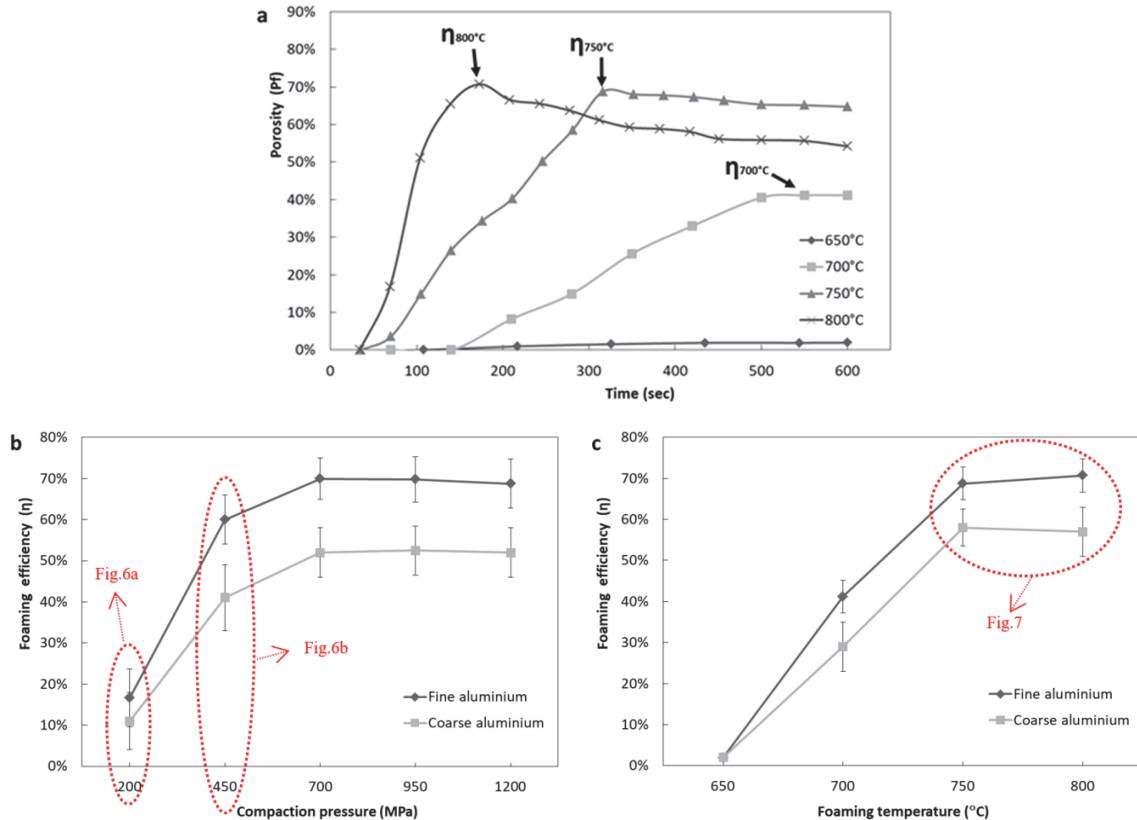 a
90%
80%
70%
60%
50%
40%
30%
20%
10%
0%
Porosity (Pf)
η800°C
η750°C
η700°C
650°C
700°C
750°C
800°C
0 100 200 300 400 500 600
Time (sec)
b
80%
70%
60%
50%
40%
30%
20%
10%
0%
Foaming efficiency (η)
Fig.6a
Fig.6b
Fine aluminium
Coarse aluminium
200 450 700 950 1200
Compaction pressure (MPa)
c
80%
70%
60%
50%
40%
30%
20%
10%
0%
Foaming efficiency (η)
Fig.7
Fine aluminium
Coarse aluminium
650 700 750 800
Foaming temperature (°C)